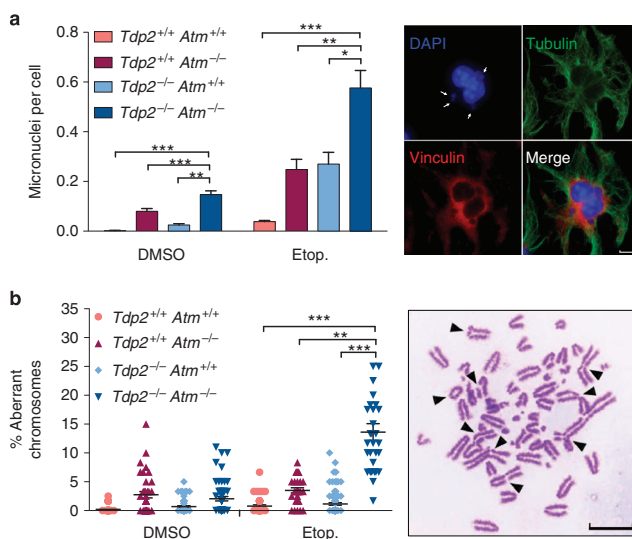 a
Tdp2+/+ Atm+/+
Tdp2+/+ Atm−/−
Tdp2−/− Atm+/+
Tdp2−/− Atm−/−
Micronuclei per cell
0.8
0.6
0.4
0.2
0.0
***
***
**
***
**
*
DMSO
Etop.
DAPI
Tubulin
Vinculin
Merge
b
Tdp2+/+ Atm+/+
Tdp2+/+ Atm−/−
Tdp2−/− Atm+/+
Tdp2−/− Atm−/−
% Aberrant
chromosomes
35
30
25
20
15
10
5
0
***
**
***
DMSO
Etop.